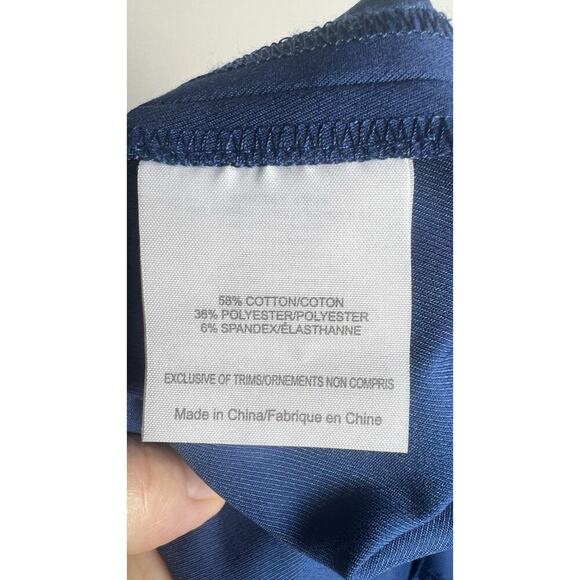 58% COTTON/COTON
36% POLYESTER/POLYESTER
6% SPANDEX/ÉLASTHANNE
EXCLUSIVE OF TRIMS/ORNEMENTS NON COMPRIS
Made in China/Fabrique en Chine